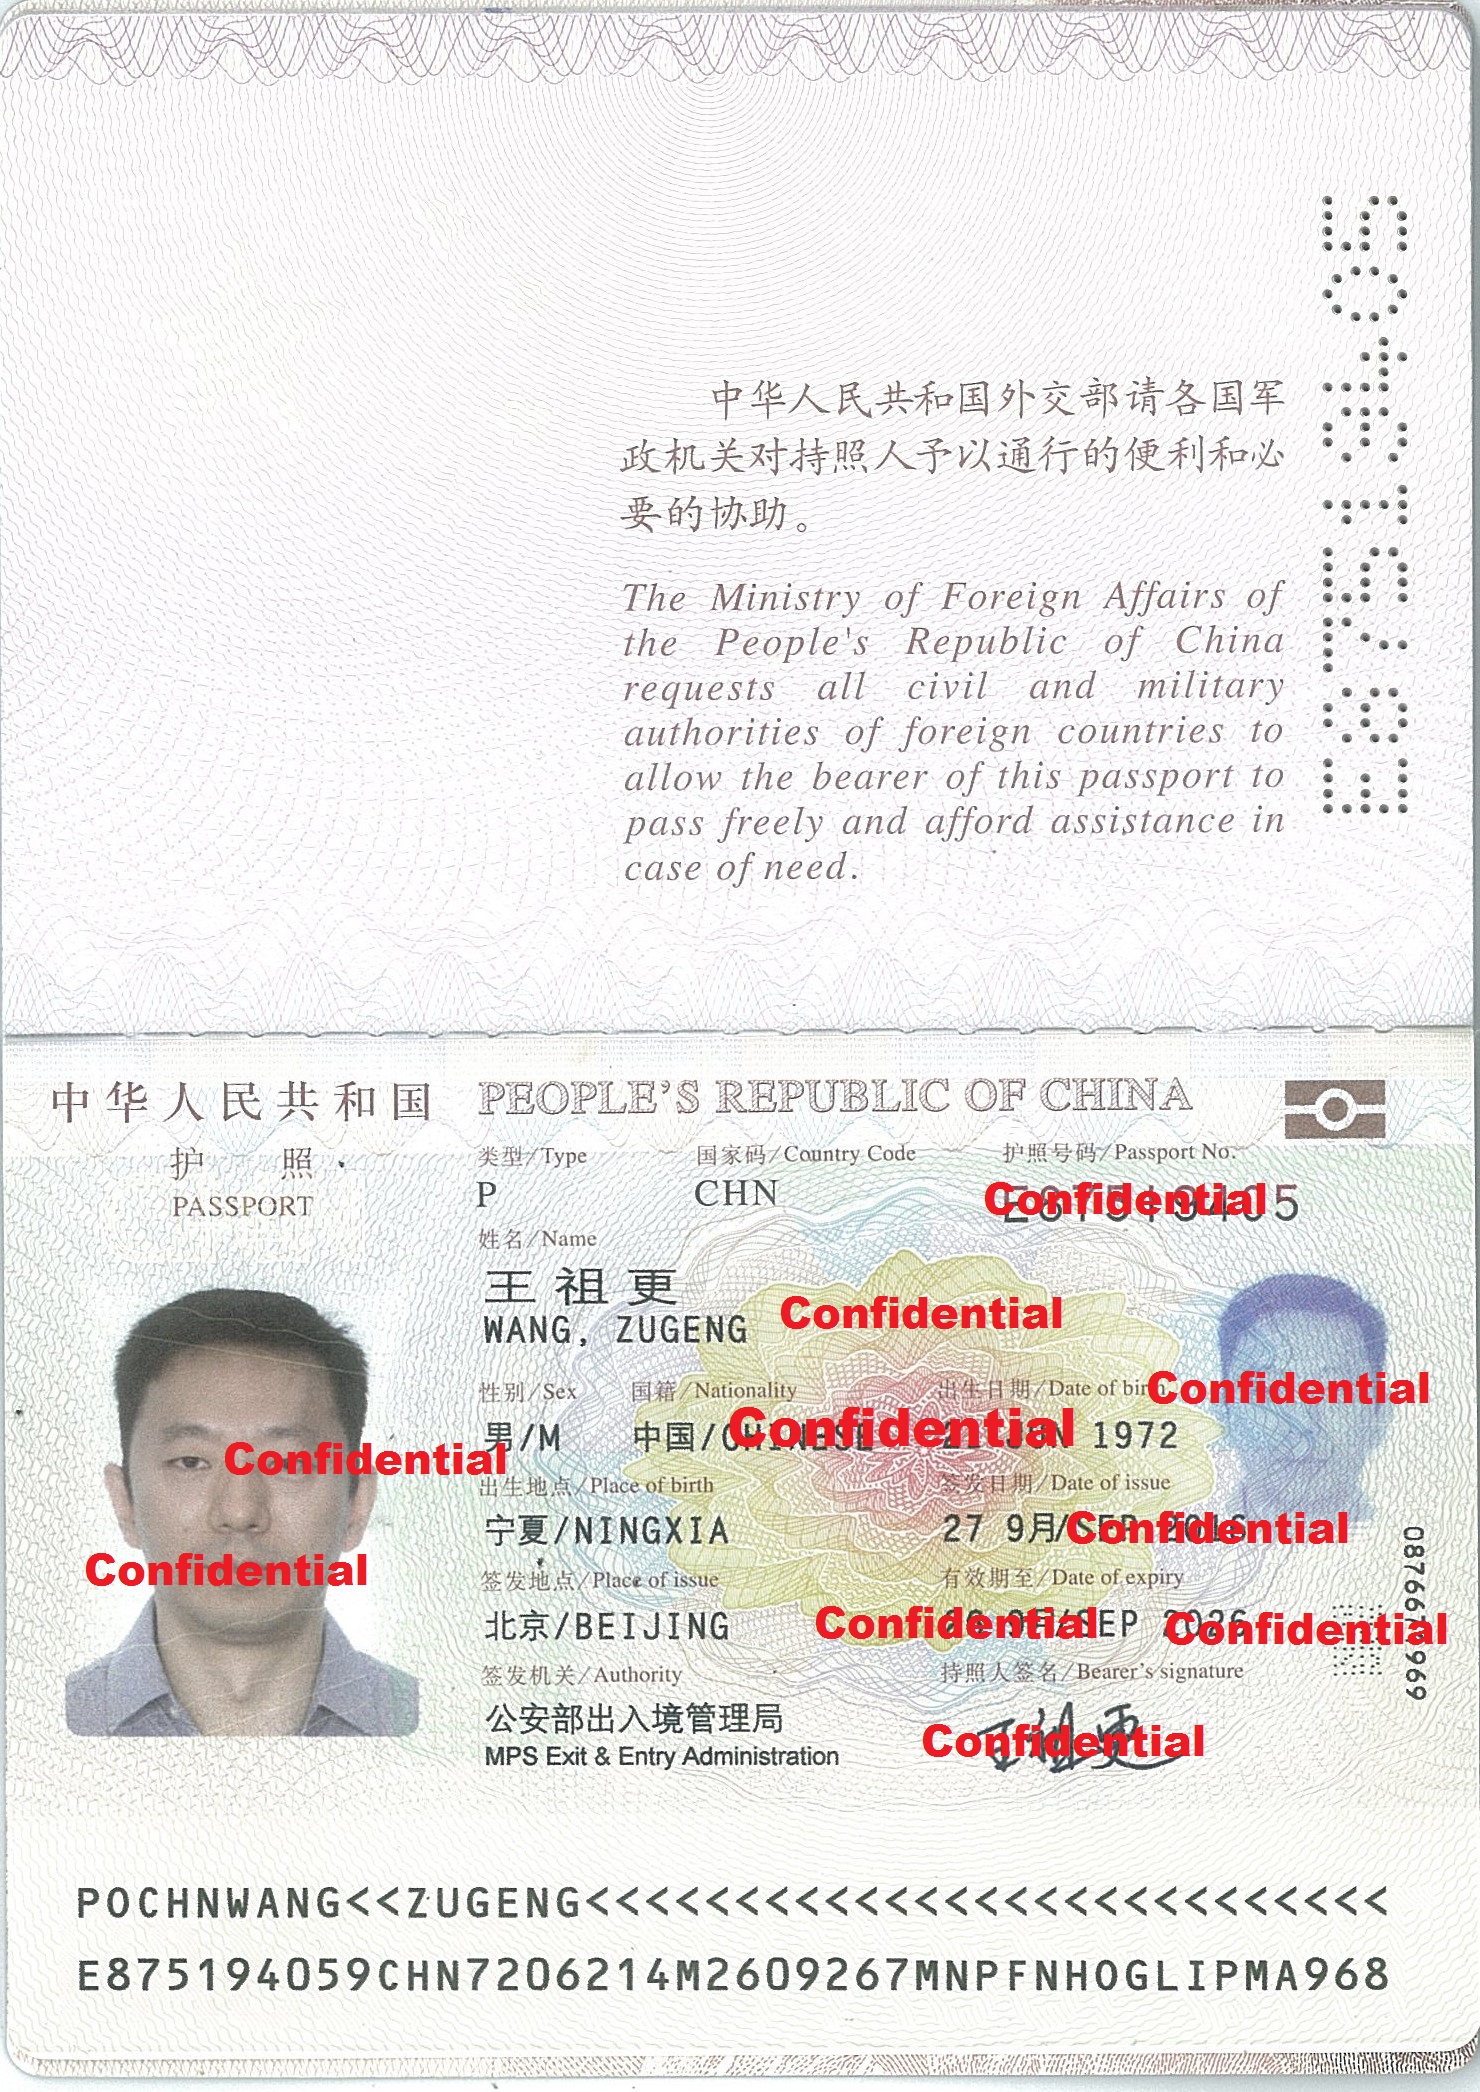 E87519405
中华人民共和国外交部请各国军
政机关对持照人予以通行的便利和必
要的协助。
The Ministry of Foreign Affairs of
the People's Republic of China
requests all civil and military
authorities of foreign countries to
allow the bearer of this passport to
pass freely and afford assistance in
case of need.
中华人民共和国 PEOPLE'S REPUBLIC OF CHINA
护 照
PASSPORT
类型/Type 国家码/Country Code 护照号码/Passport No.
P CHN Confidential
姓名/Name
王祖更
WANG, ZUGENG Confidential
性别/Sex 国籍/Nationality 出生日期/Date of birth Confidential
男/M 中国/CHINESE Confidential 1972
Confidential
出生地点/Place of birth 签发日期/Date of issue
宁夏/NINGXIA 27 9月/SEP Confidential
Confidential
签发地点/Place of issue 有效期至/Date of expiry
北京/BEIJING Confidential 9月/SEP 2026 Confidential
签发机关/Authority 持照人签名/Bearer's signature
公安部出入境管理局
MPS Exit & Entry Administration
王祖更 Confidential
POCHNWANG<<ZUGENG<<<<<<<<<<<<<<<<<<<<<<<<<<<
E875194059CHN7206214M2609267MNPFNHOGLIPMA968